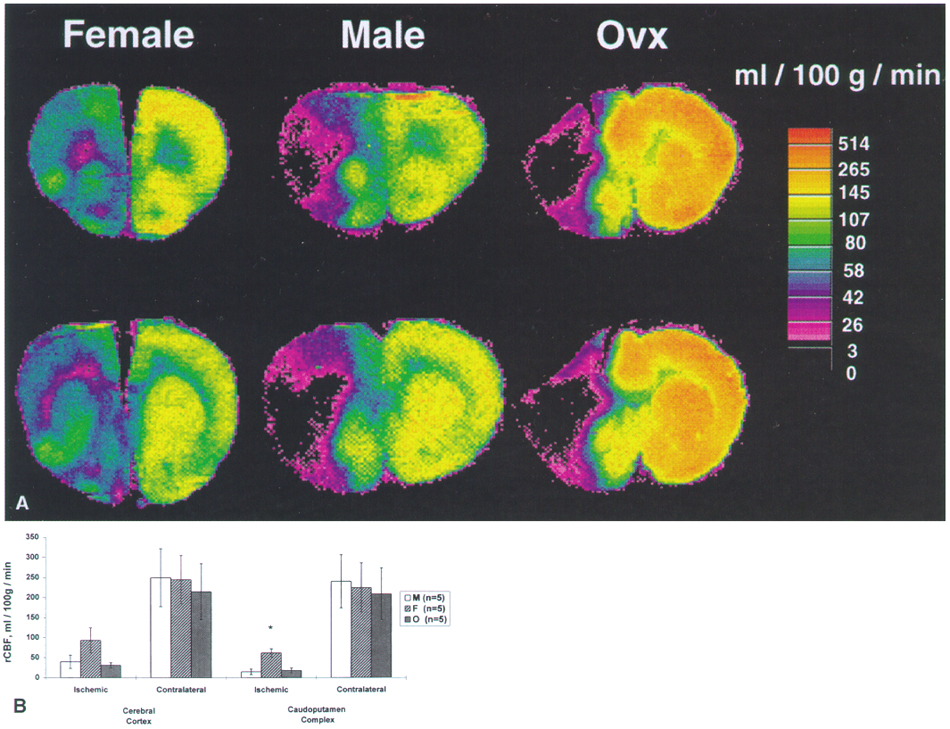 Female Male Ovx
ml / 100 g / min
514
265
145
107
80
58
42
26
3
0
A
350
300
250
200
150
100
50
0
rCBF, ml / 100g / min
*
M (n=5)
F (n=5)
O (n=5)
Ischemic Contralateral Ischemic Contralateral
Cerebral
Cortex
Caudoputamen
Complex
B